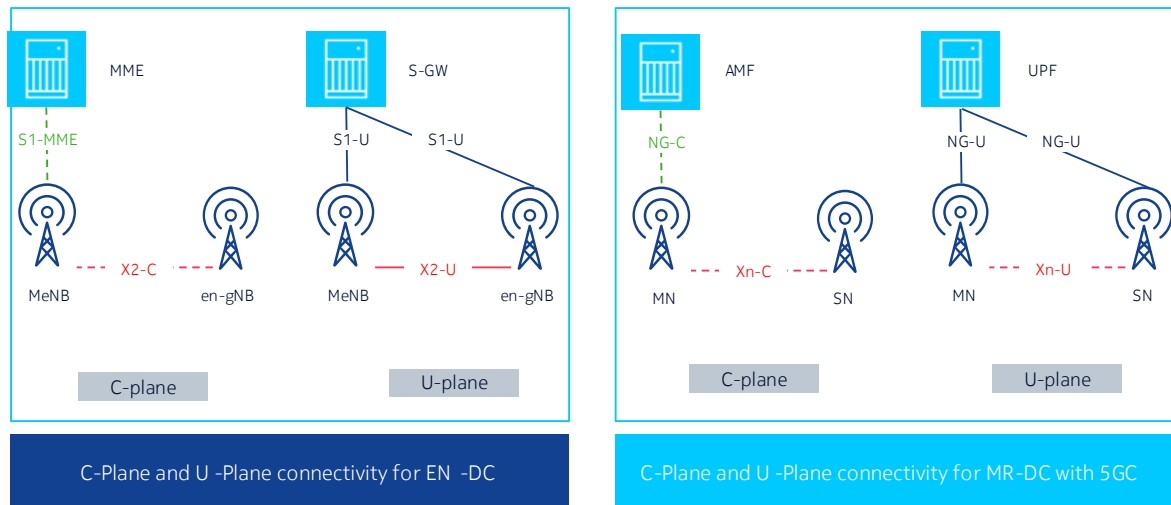 MME
S-GW
S1-MME
S1-U
S1-U
X2-C
X2-U
MeNB
en-gNB
MeNB
en-gNB
C-plane
U-plane
C-Plane and U -Plane connectivity for EN -DC
AMF
UPF
NG-C
NG-U
NG-U
Xn-C
Xn-U
MN
SN
MN
SN
C-plane
U-plane
C-Plane and U -Plane connectivity for MR-DC with 5GC